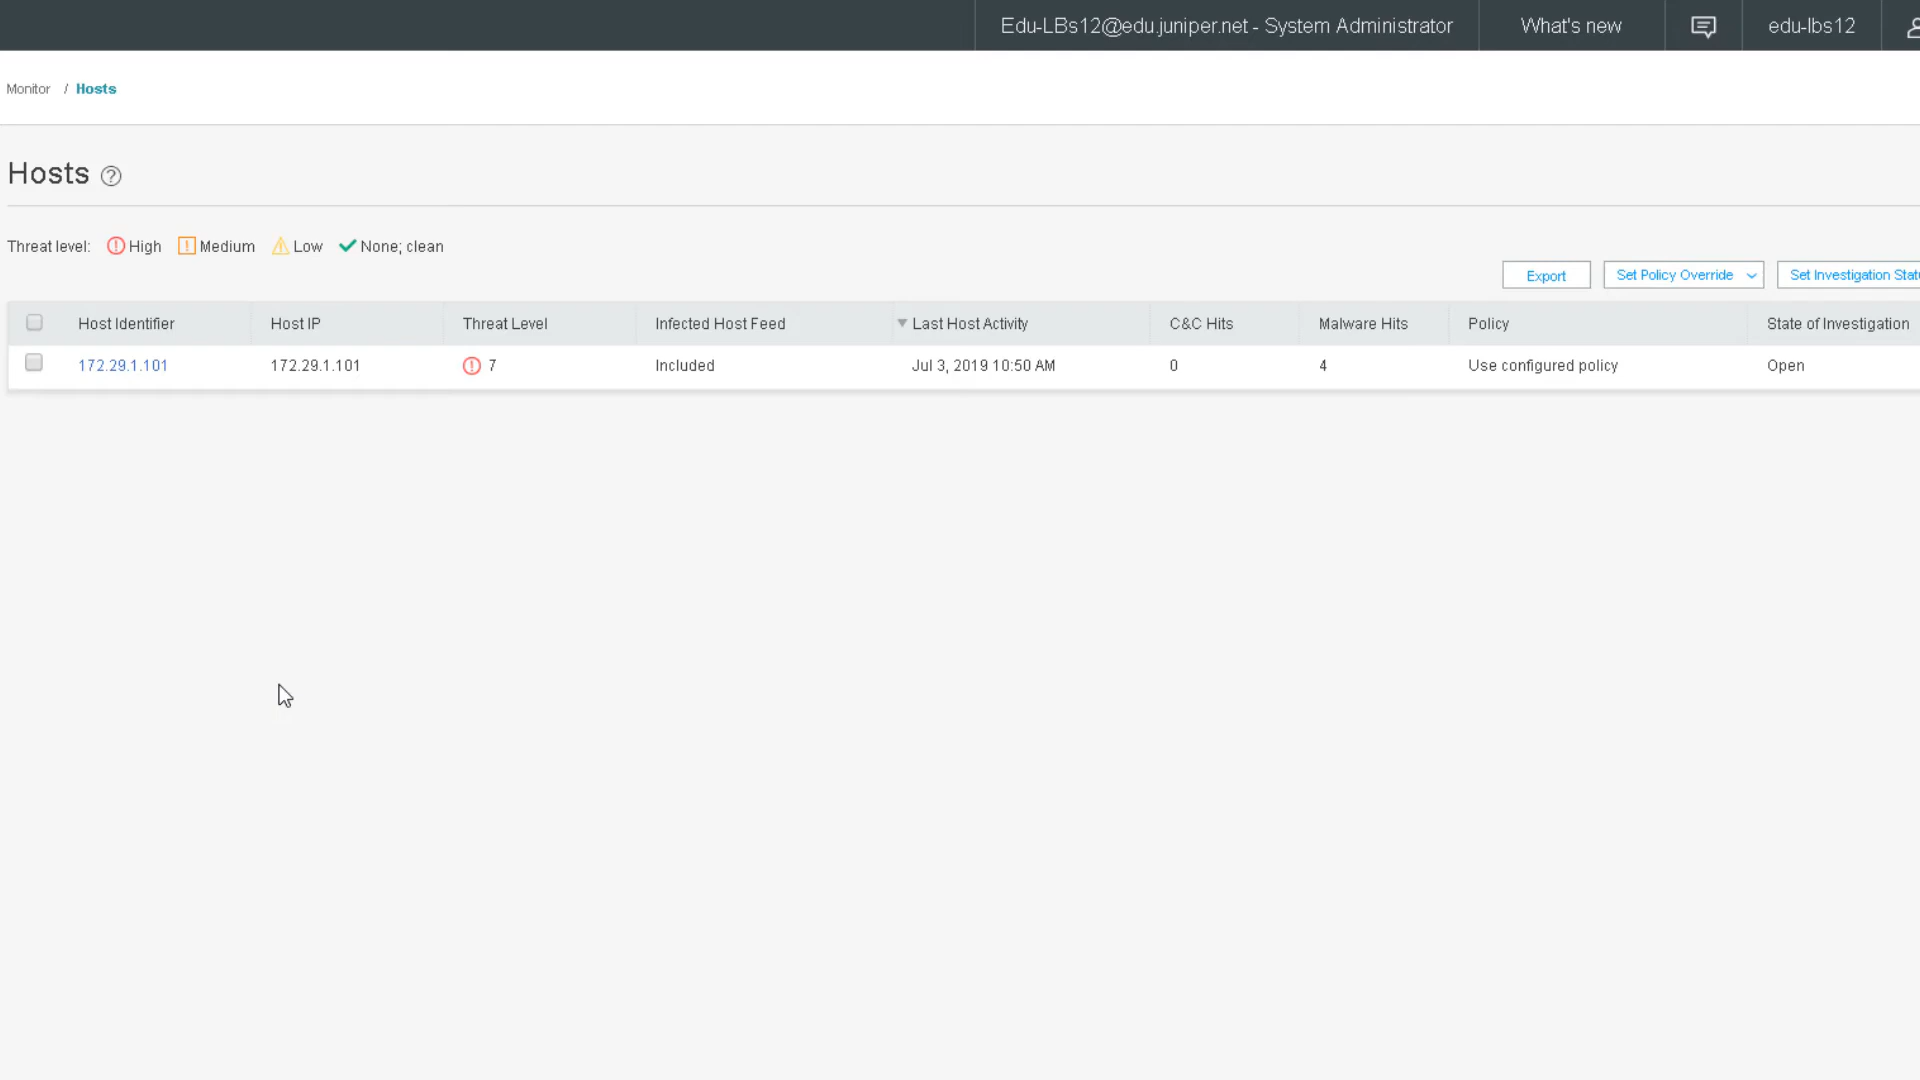 Edu-LBs12@edu.juniper.net - System Administrator What's new edu-lbs12
Monitor / Hosts
Hosts ?
Threat level: High Medium Low None; clean
Export Set Policy Override Set Investigation Stat
Host Identifier Host IP Threat Level Infected Host Feed Last Host Activity C&C Hits Malware Hits Policy State of Investigation
172.29.1.101 172.29.1.101 7 Included Jul 3, 2019 10:50 AM 0 4 Use configured policy Open